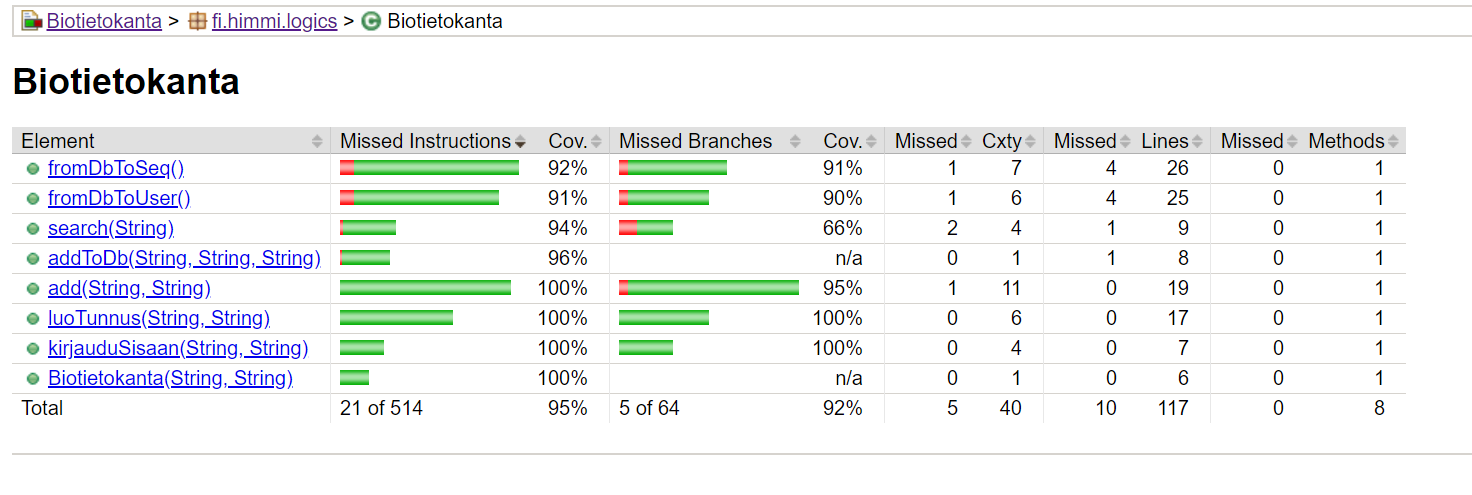 Biotietokanta > fi.himmi.logics > Biotietokanta
Biotietokanta
Element Missed Instructions Cov. Missed Branches Cov. Missed Cxty Missed Lines Missed Methods
fromDbToSeq() 92% 91% 1 7 4 26 0 1
fromDbToUser() 91% 90% 1 6 4 25 0 1
search(String) 94% 66% 2 4 1 9 0 1
addToDb(String, String, String) 96% n/a 0 1 1 8 0 1
add(String, String) 100% 95% 1 11 0 19 0 1
luoTunnus(String, String) 100% 100% 0 6 0 17 0 1
kirjauduSisaan(String, String) 100% 100% 0 4 0 7 0 1
Biotietokanta(String, String) 100% n/a 0 1 0 6 0 1
Total 21 of 514 95% 5 of 64 92% 5 40 10 117 0 8